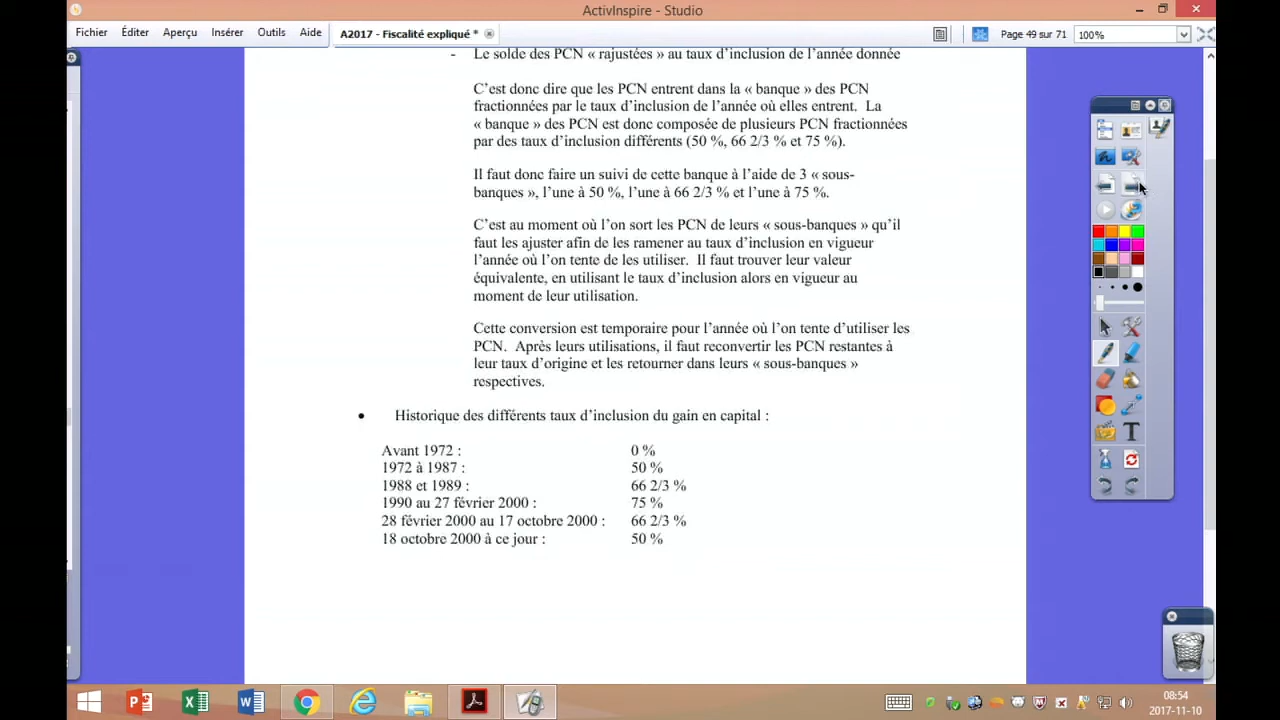 ActivInspire - Studio
Fichier Éditer Aperçu Insérer Outils Aide A2017 - Fiscalité expliqué * Page 49 sur 71 100%
- Le solde des PCN « rajustées » au taux d’inclusion de l’année donnée
C’est donc dire que les PCN entrent dans la « banque » des PCN
fractionnées par le taux d’inclusion de l’année où elles entrent. La
« banque » des PCN est donc composée de plusieurs PCN fractionnées
par des taux d’inclusion différents (50 %, 66 2/3 % et 75 %).
Il faut donc faire un suivi de cette banque à l’aide de 3 « sous-
banques », l’une à 50 %, l’une à 66 2/3 % et l’une à 75 %.
C’est au moment où l’on sort les PCN de leurs « sous-banques » qu’il
faut les ajuster afin de les ramener au taux d’inclusion en vigueur
l’année où l’on tente de les utiliser. Il faut trouver leur valeur
équivalente, en utilisant le taux d’inclusion alors en vigueur au
moment de leur utilisation.
Cette conversion est temporaire pour l’année où l’on tente d’utiliser les
PCN. Après leurs utilisations, il faut reconvertir les PCN restantes à
leur taux d’origine et les retourner dans leurs « sous-banques »
respectives.
• Historique des différents taux d’inclusion du gain en capital :
Avant 1972 : 0 %
1972 à 1987 : 50 %
1988 et 1989 : 66 2/3 %
1990 au 27 février 2000 : 75 %
28 février 2000 au 17 octobre 2000 : 66 2/3 %
18 octobre 2000 à ce jour : 50 %
08:54
2017-11-10